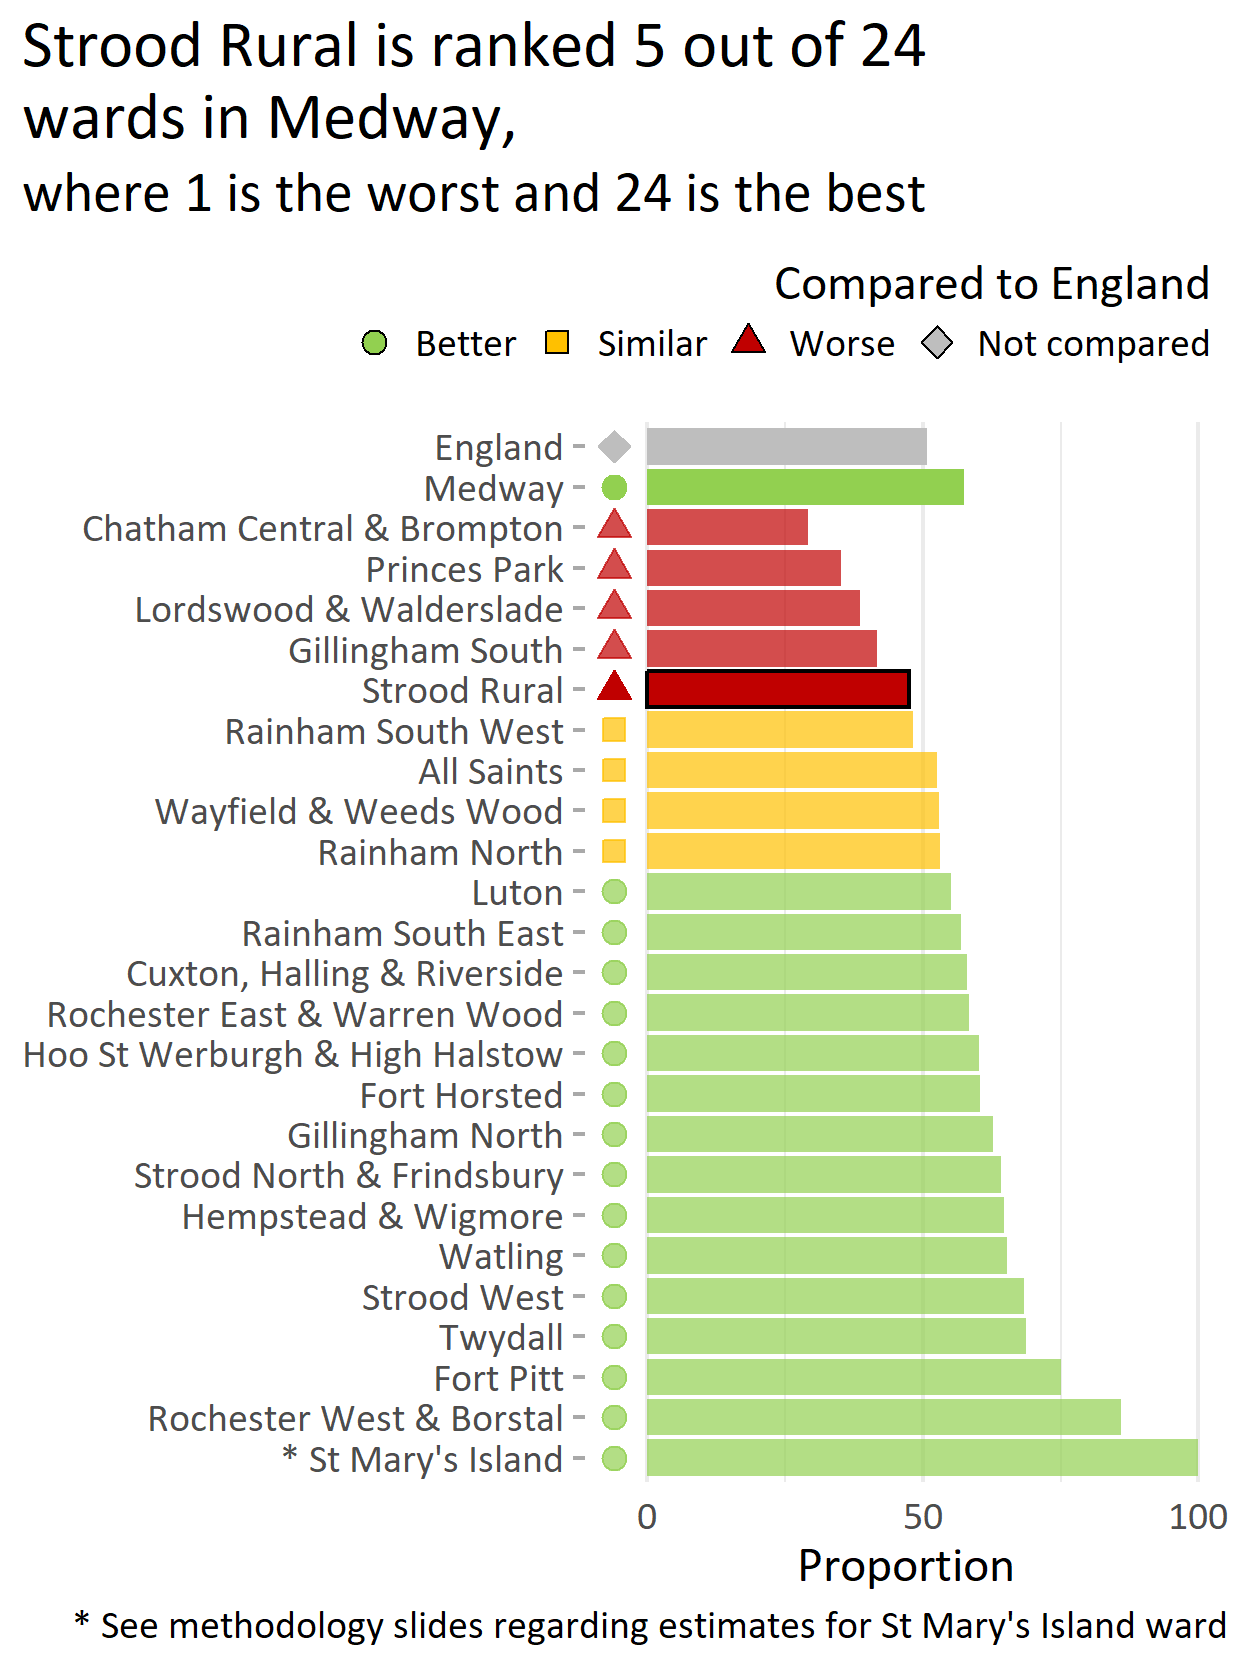 Strood Rural is ranked 5 out of 24
wards in Medway,
where 1 is the worst and 24 is the best
Compared to England
Better Similar Worse Not compared
England
Medway
Chatham Central & Brompton
Princes Park
Lordswood & Walderslade
Gillingham South
Strood Rural
Rainham South West
All Saints
Wayfield & Weeds Wood
Rainham North
Luton
Rainham South East
Cuxton, Halling & Riverside
Rochester East & Warren Wood
Hoo St Werburgh & High Halstow
Fort Horsted
Gillingham North
Strood North & Frindsbury
Hempstead & Wigmore
Watling
Strood West
Twydall
Fort Pitt
Rochester West & Borstal
* St Mary's Island
0 50 100
Proportion
* See methodology slides regarding estimates for St Mary's Island ward